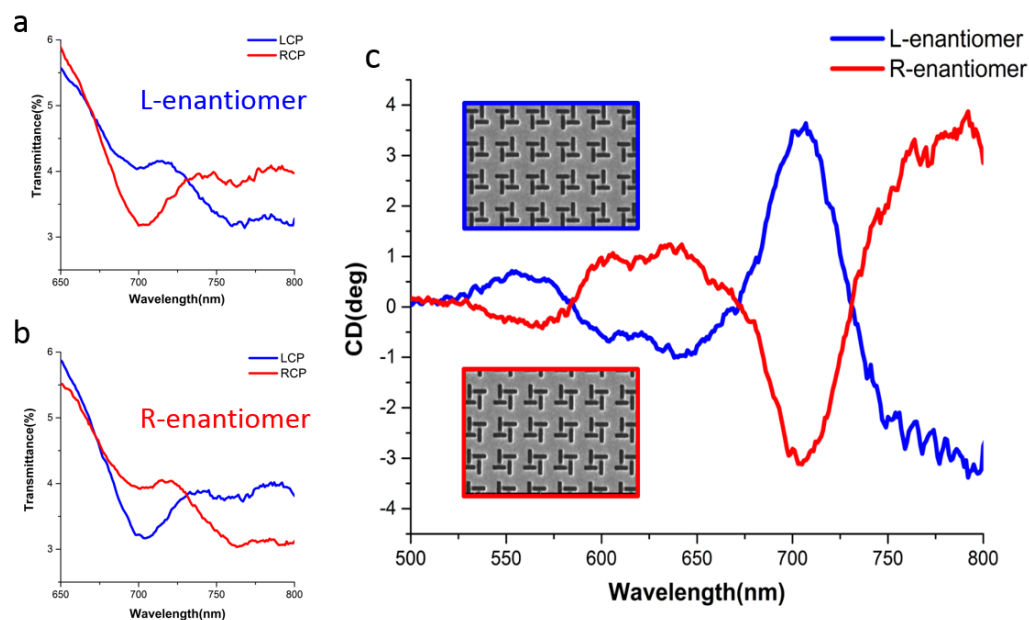 a
LCP
RCP
L-enantiomer
Transmittance(%)
6
5
4
3
650
700
750
800
Wavelength(nm)
b
LCP
RCP
R-enantiomer
Transmittance(%)
6
5
4
3
650
700
750
800
Wavelength(nm)
c
L-enantiomer
R-enantiomer
CD(deg)
4
3
2
1
0
-1
-2
-3
-4
500
550
600
650
700
750
800
Wavelength(nm)